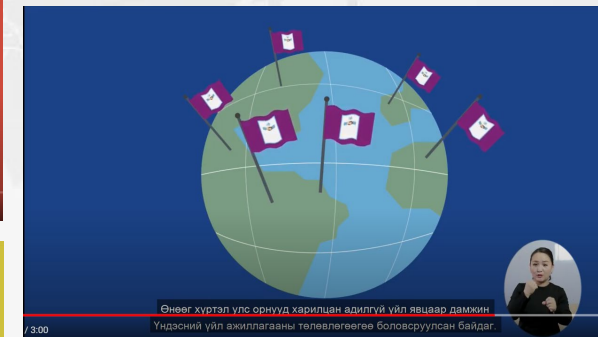 Өнөөг хүртэл улс орнууд харилцан адилгүй үйл явцаар дамжин
Үндэсний үйл ажиллагааны төлөвлөгөөгөө боловсруулсан байдаг.
/ 3:00